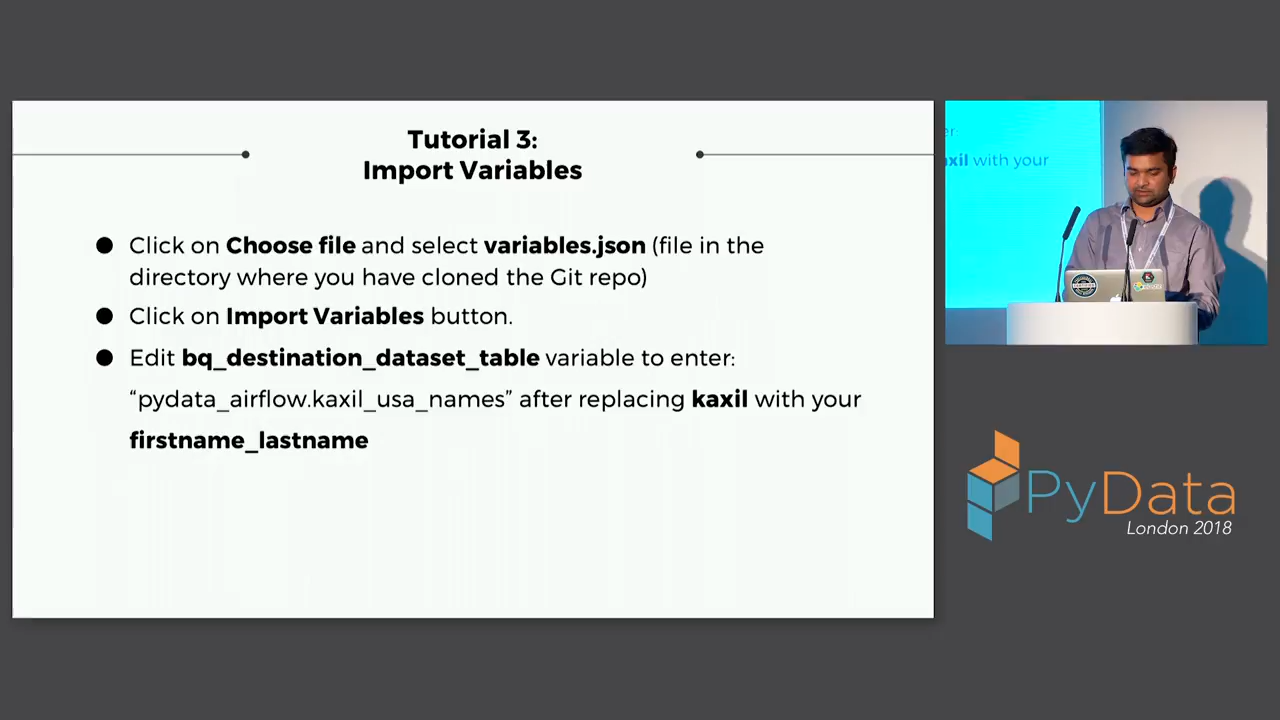 Tutorial 3:
Import Variables
● Click on Choose file and select variables.json (file in the
directory where you have cloned the Git repo)
● Click on Import Variables button.
● Edit bq_destination_dataset_table variable to enter:
“pydata_airflow.kaxil_usa_names” after replacing kaxil with your
firstname_lastname
er:
axil with your
PyData
London 2018